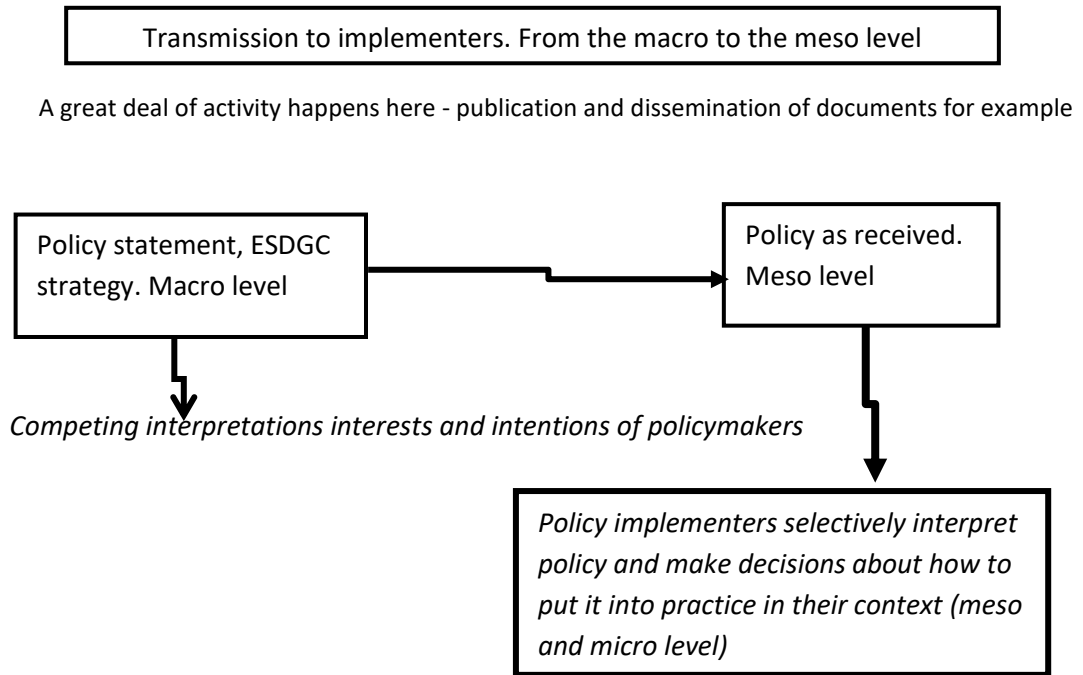 Transmission to implementers. From the macro to the meso level
A great deal of activity happens here - publication and dissemination of documents for example
Policy statement, ESDGC
strategy. Macro level
Policy as received.
Meso level
Competing interpretations interests and intentions of policymakers
Policy implementers selectively interpret
policy and make decisions about how to
put it into practice in their context (meso
and micro level)